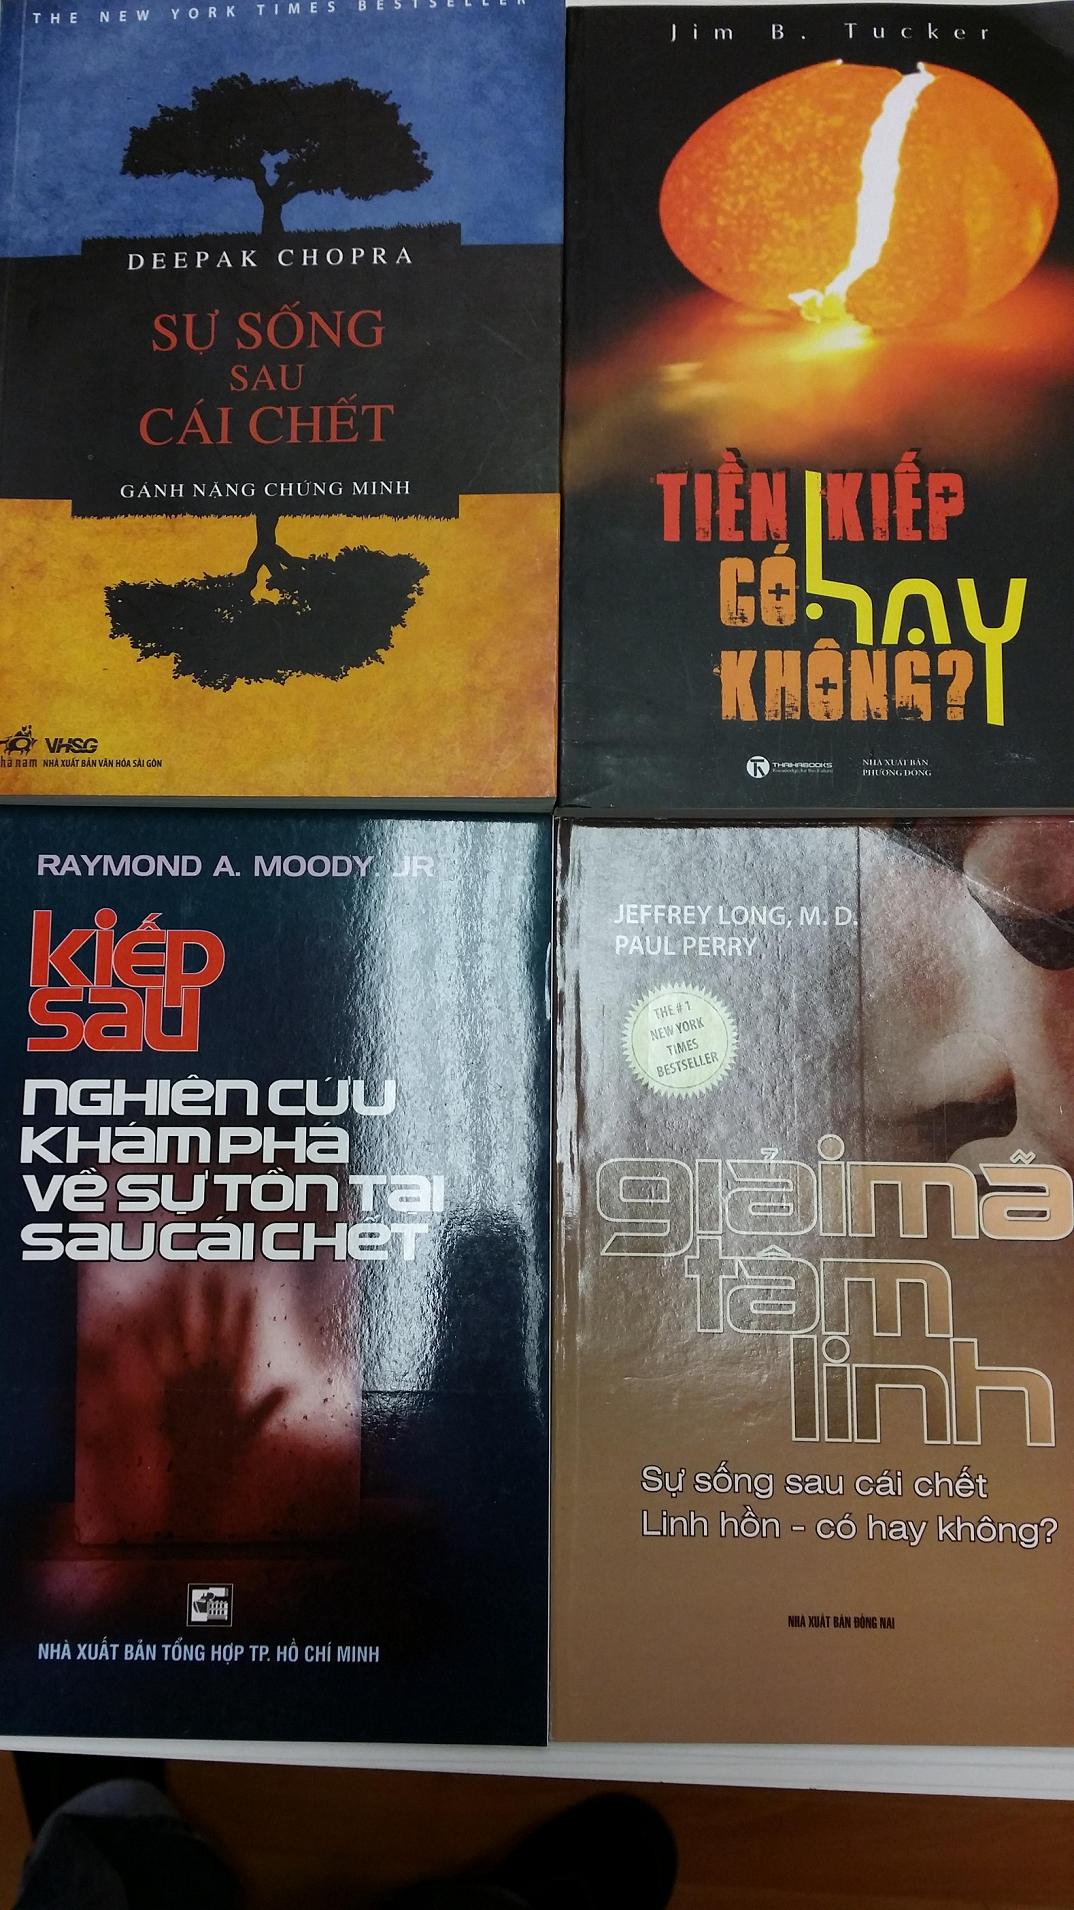 RAYMOND A. MOODY, JR
kiếp
sau
nghiên cứu
khám phá
về sự tồn tại
sau cái chết
NHÀ XUẤT BẢN TỔNG HỢP TP. HỒ CHÍ MINH
THE NEW YORK TIMES BESTSELLER
DEEPAK CHOPRA
SỰ SỐNG
SAU
CÁI CHẾT
GÁNH NẶNG CHỨNG MINH
nhã nam
NHÀ XUẤT BẢN VĂN HÓA SÀI GÒN
VHSG
JEFFREY LONG, M. D.
PAUL PERRY
THE #1
NEW YORK
TIMES
BESTSELLER
giải mã
tâm
linh
Sự sống sau cái chết
Linh hồn - có hay không?
NHÀ XUẤT BẢN ĐỒNG NAI
Jim B. Tucker
TIỀN KIẾP
CÓ hay
KHÔNG?
THAIHABOOKS
NHÀ XUẤT BẢN
PHƯƠNG ĐÔNG